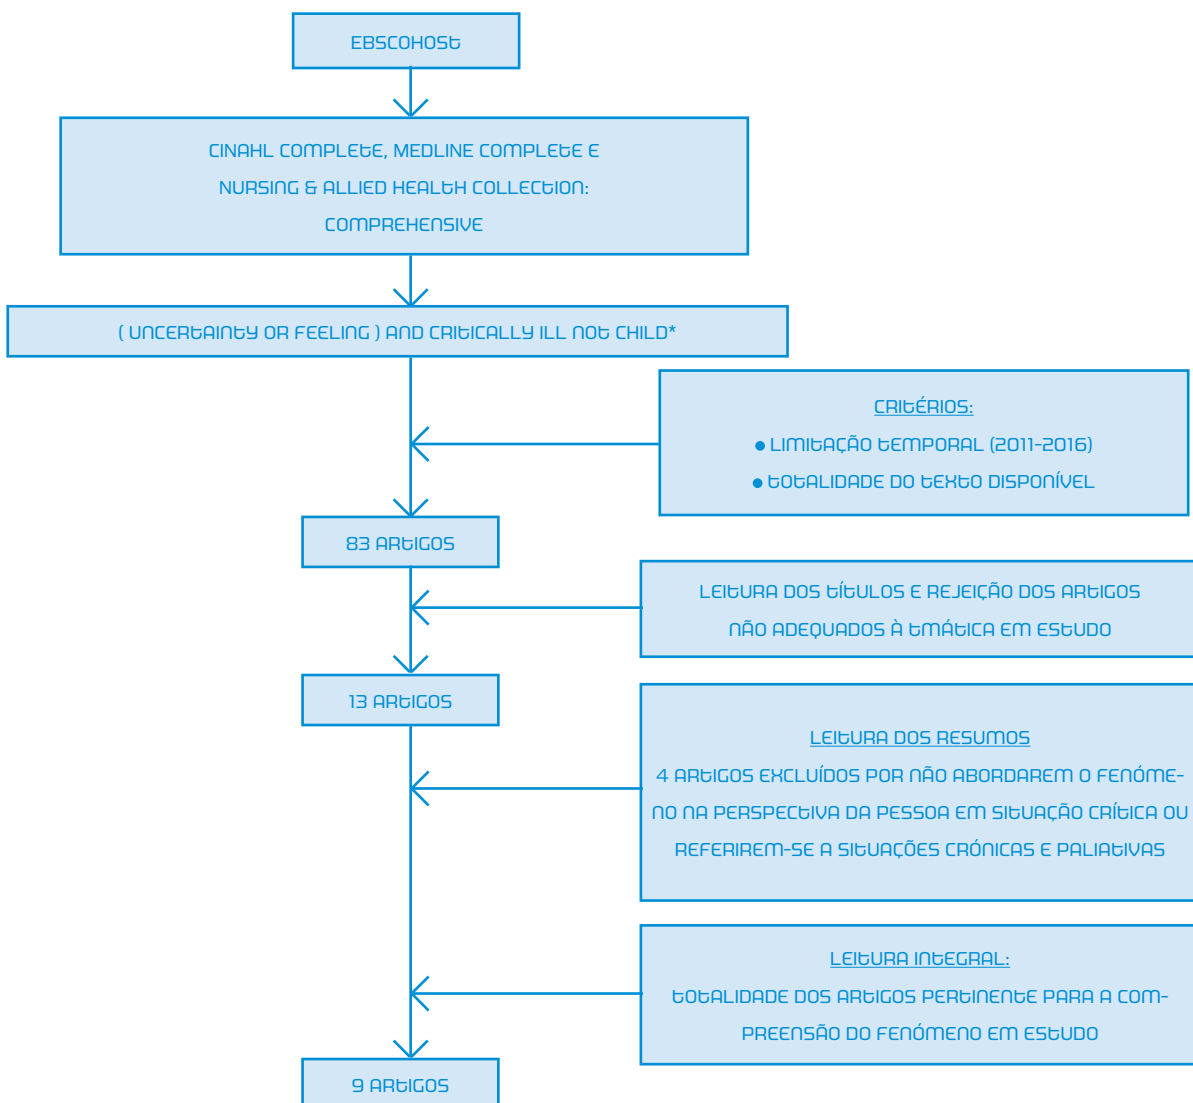 EBSCOHOST
CINAHL COMPLETE, MEDLINE COMPLETE E
NURSING & ALLIED HEALTH COLLECTION:
COMPREHENSIVE
( UNCERTAINTY OR FEELING ) AND CRITICALLY ILL NOT CHILD*
CRITÉRIOS:
● LIMITAÇÃO TEMPORAL (2011-2016)
● TOTALIDADE DO TEXTO DISPONÍVEL
83 ARTIGOS
LEITURA DOS TÍTULOS E REJEIÇÃO DOS ARTIGOS
NÃO ADEQUADOS À TMÁTICA EM ESTUDO
13 ARTIGOS
LEITURA DOS RESUMOS
4 ARTIGOS EXCLUÍDOS POR NÃO ABORDAREM O FENÓME-
NO NA PERSPECTIVA DA PESSOA EM SITUAÇÃO CRÍTICA OU
REFERIREM-SE A SITUAÇÕES CRÓNICAS E PALIATIVAS
LEITURA INTEGRAL:
TOTALIDADE DOS ARTIGOS PERTINENTE PARA A COM-
PREENSÃO DO FENÓMENO EM ESTUDO
9 ARTIGOS